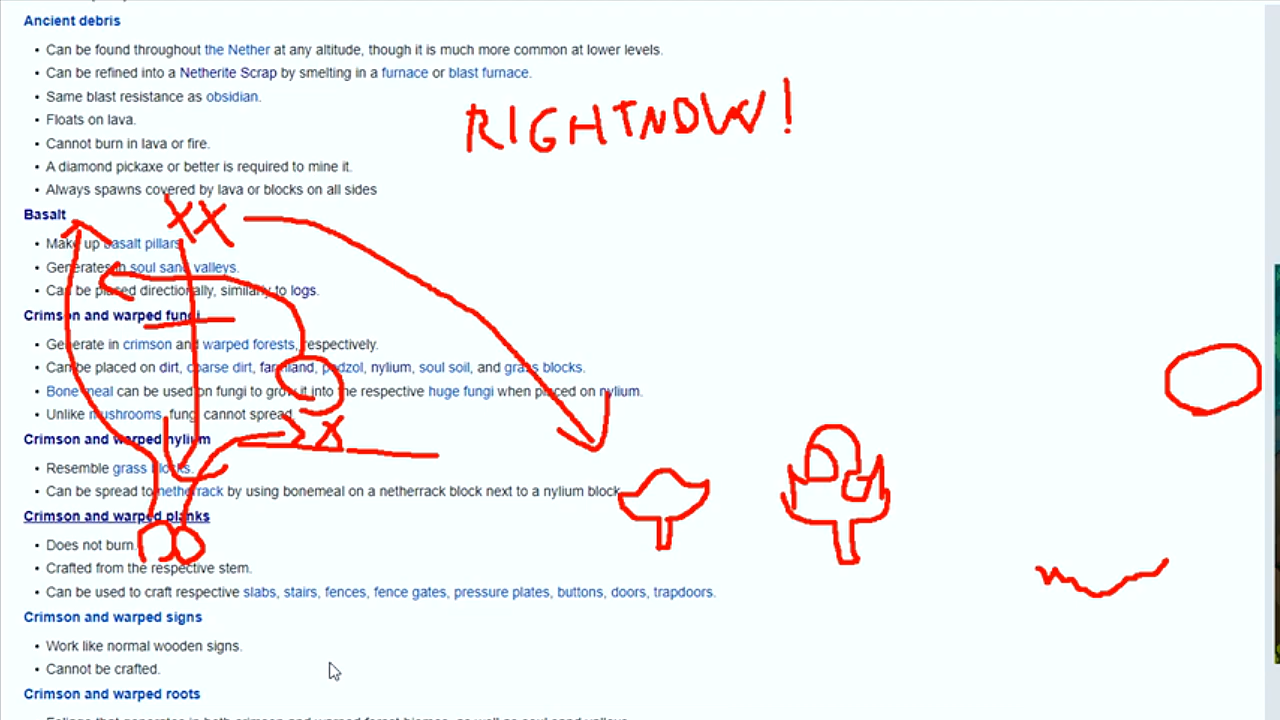 Ancient debris
• Can be found throughout the Nether at any altitude, though it is much more common at lower levels.
• Can be refined into a Netherite Scrap by smelting in a furnace or blast furnace.
• Same blast resistance as obsidian.
RIGHTNOW!
• Floats on lava.
• Cannot burn in lava or fire.
• A diamond pickaxe or better is required to mine it.
• Always spawns covered by lava or blocks on all sides
Basalt
XX
• Make up basalt pillars
• Generates in soul sand valleys.
• Can be placed directionally, similarly to logs.
Crimson and warped fungi
• Generate in crimson and warped forests, respectively.
• Can be placed on dirt, coarse dirt, farmland, podzol, nylium, soul soil, and grass blocks.
• Bone meal can be used on fungi to grow it into the respective huge fungi when placed on nylium.
• Unlike mushrooms, fungi cannot spread.
Crimson and warped nylium
• Resemble grass blocks.
• Can be spread to netherrack by using bonemeal on a netherrack block next to a nylium block
Crimson and warped planks
• Does not burn.
• Crafted from the respective stem.
• Can be used to craft respective slabs, stairs, fences, fence gates, pressure plates, buttons, doors, trapdoors.
Crimson and warped signs
• Work like normal wooden signs.
• Cannot be crafted.
Crimson and warped roots